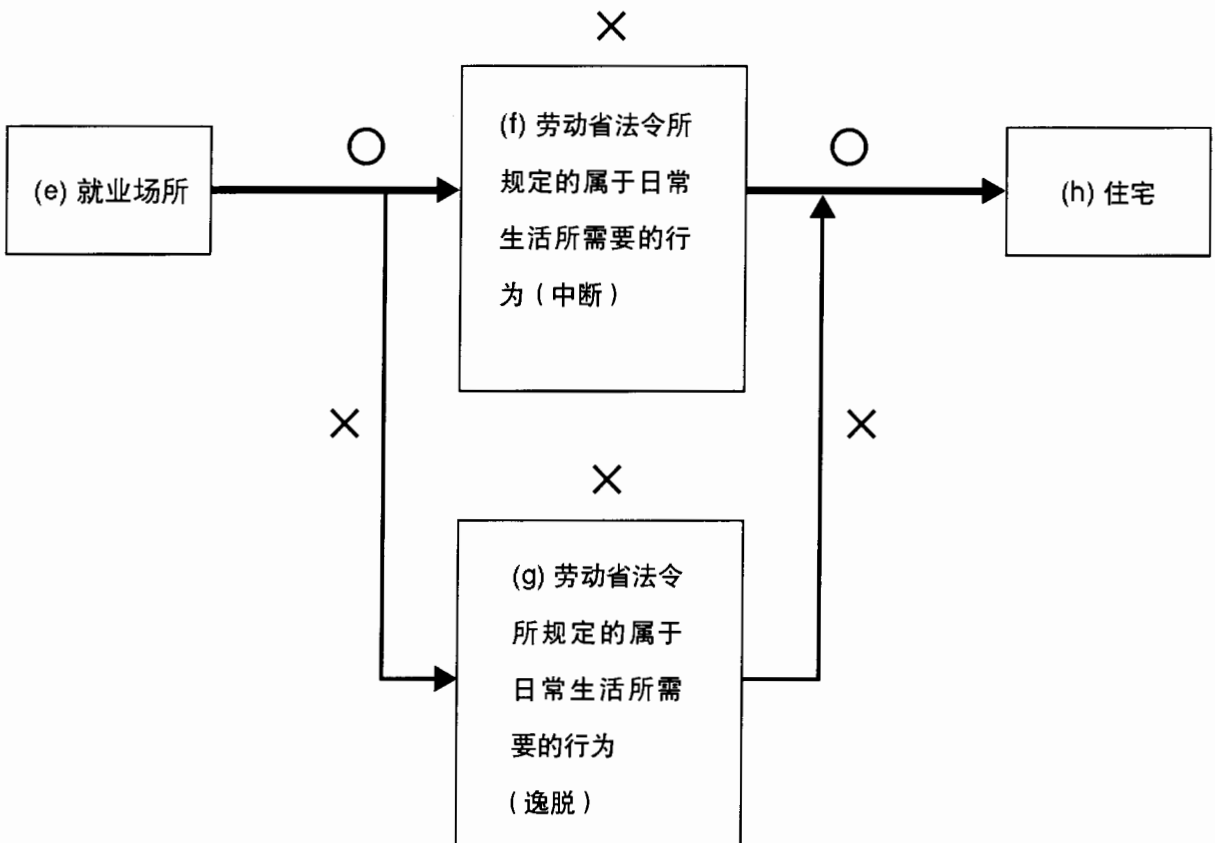 (e) 就业场所
(f) 劳动省法令所
规定的属于日常
生活所需要的行
为（中断）
(h) 住宅
(g) 劳动省法令
所规定的属于
日常生活所需
要的行为
（逸脱）